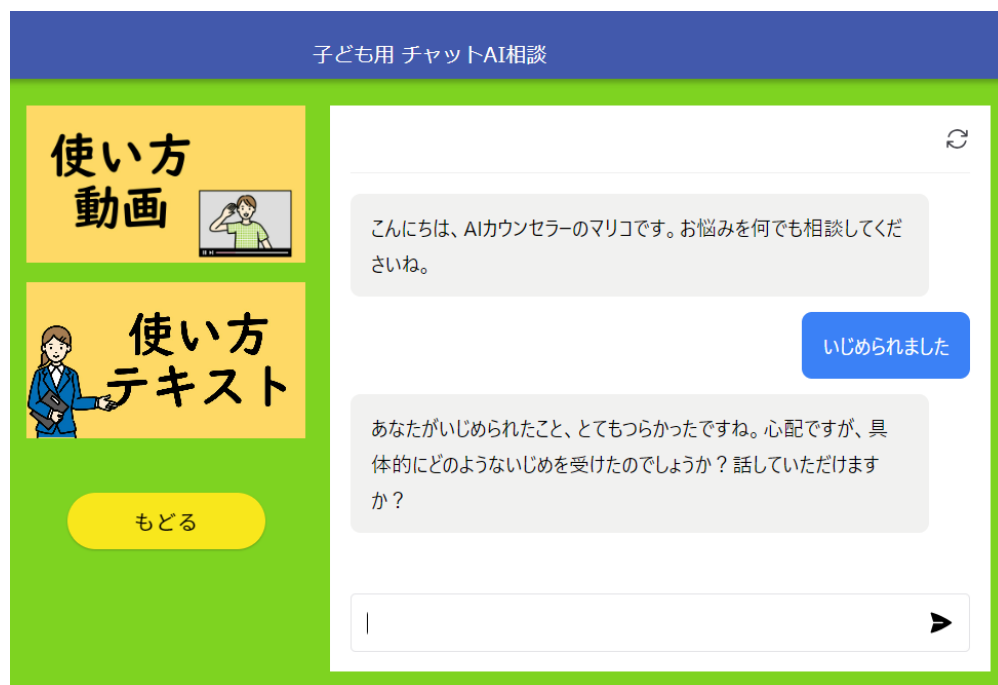 子ども用 チャットAI相談
使い方
動画
使い方
テキスト
もどる
こんにちは、AIカウンセラーのマリコです。お悩みを何でも相談してくだ
さいね。
いじめられました
あなたがいじめられたこと、とてもつらかったですね。心配ですが、具
体的にどのようないじめを受けたのでしょうか？話していただけます
か？